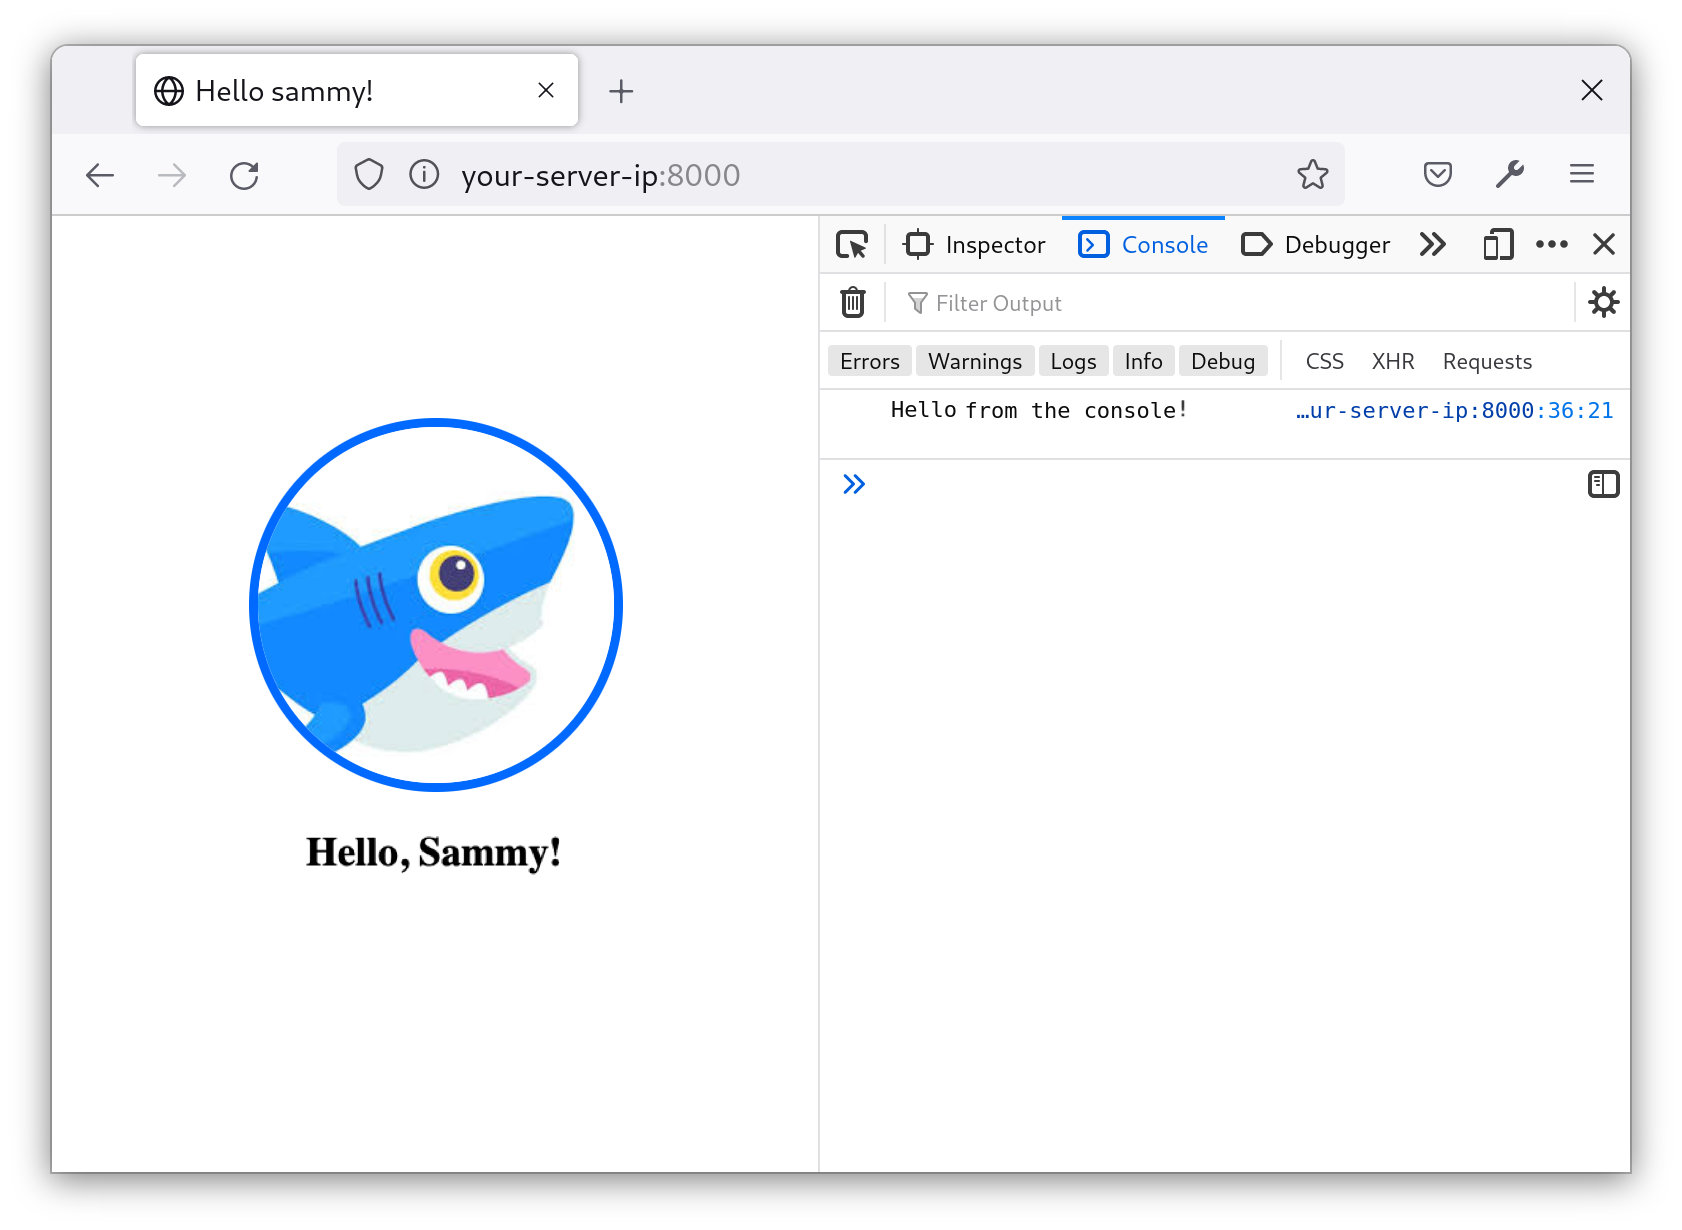 Hello sammy!
your-server-ip:8000
Inspector Console Debugger
Filter Output
Errors Warnings Logs Info Debug CSS XHR Requests
Hello from the console! …ur-server-ip:8000:36:21
Hello, Sammy!